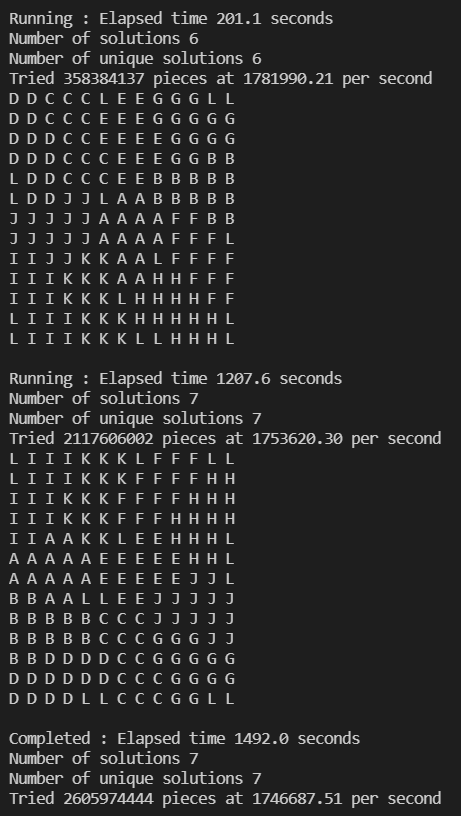 Running : Elapsed time 201.1 seconds
Number of solutions 6
Number of unique solutions 6
Tried 358384137 pieces at 1781990.21 per second
D D C C C L E E G G G L L
D D C C C E E E G G G G G
D D D C C E E E E G G G G
D D D C C C E E E G G B B
L D D C C C E E B B B B B
L D D J J L A A B B B B B
J J J J J A A A A F F B B
J J J J J A A A A F F F L
I I J J K K A A L F F F F
I I I K K K A A H H F F F
I I I K K K L H H H H F F
L I I I K K K H H H H H L
L I I I K K K L L H H H L
Running : Elapsed time 1207.6 seconds
Number of solutions 7
Number of unique solutions 7
Tried 2117606002 pieces at 1753620.30 per second
L I I I K K K L F F F L L
L I I I K K K F F F F H H
I I I K K K F F F F H H H
I I I K K K F F F H H H H
I I A A K K L E E H H H L
A A A A A E E E E E H H L
A A A A A E E E E E J J L
B B A A L L E E J J J J J
B B B B B C C C J J J J J
B B B B B C C C G G G J J
B B D D D D C C G G G G G
D D D D D D C C C G G G G
D D D D L L C C C G G L L
Completed : Elapsed time 1492.0 seconds
Number of solutions 7
Number of unique solutions 7
Tried 2605974444 pieces at 1746687.51 per second